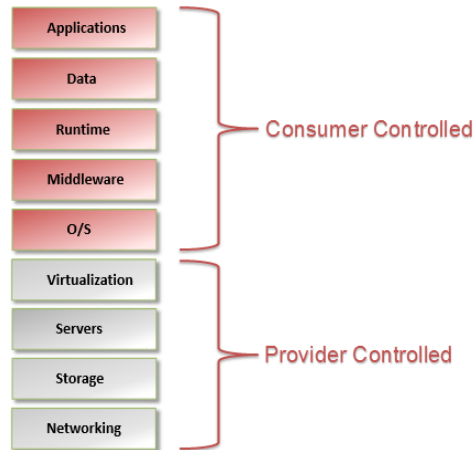 Applications
Data
Runtime
Consumer Controlled
Middleware
O/S
Virtualization
Servers
Provider Controlled
Storage
Networking